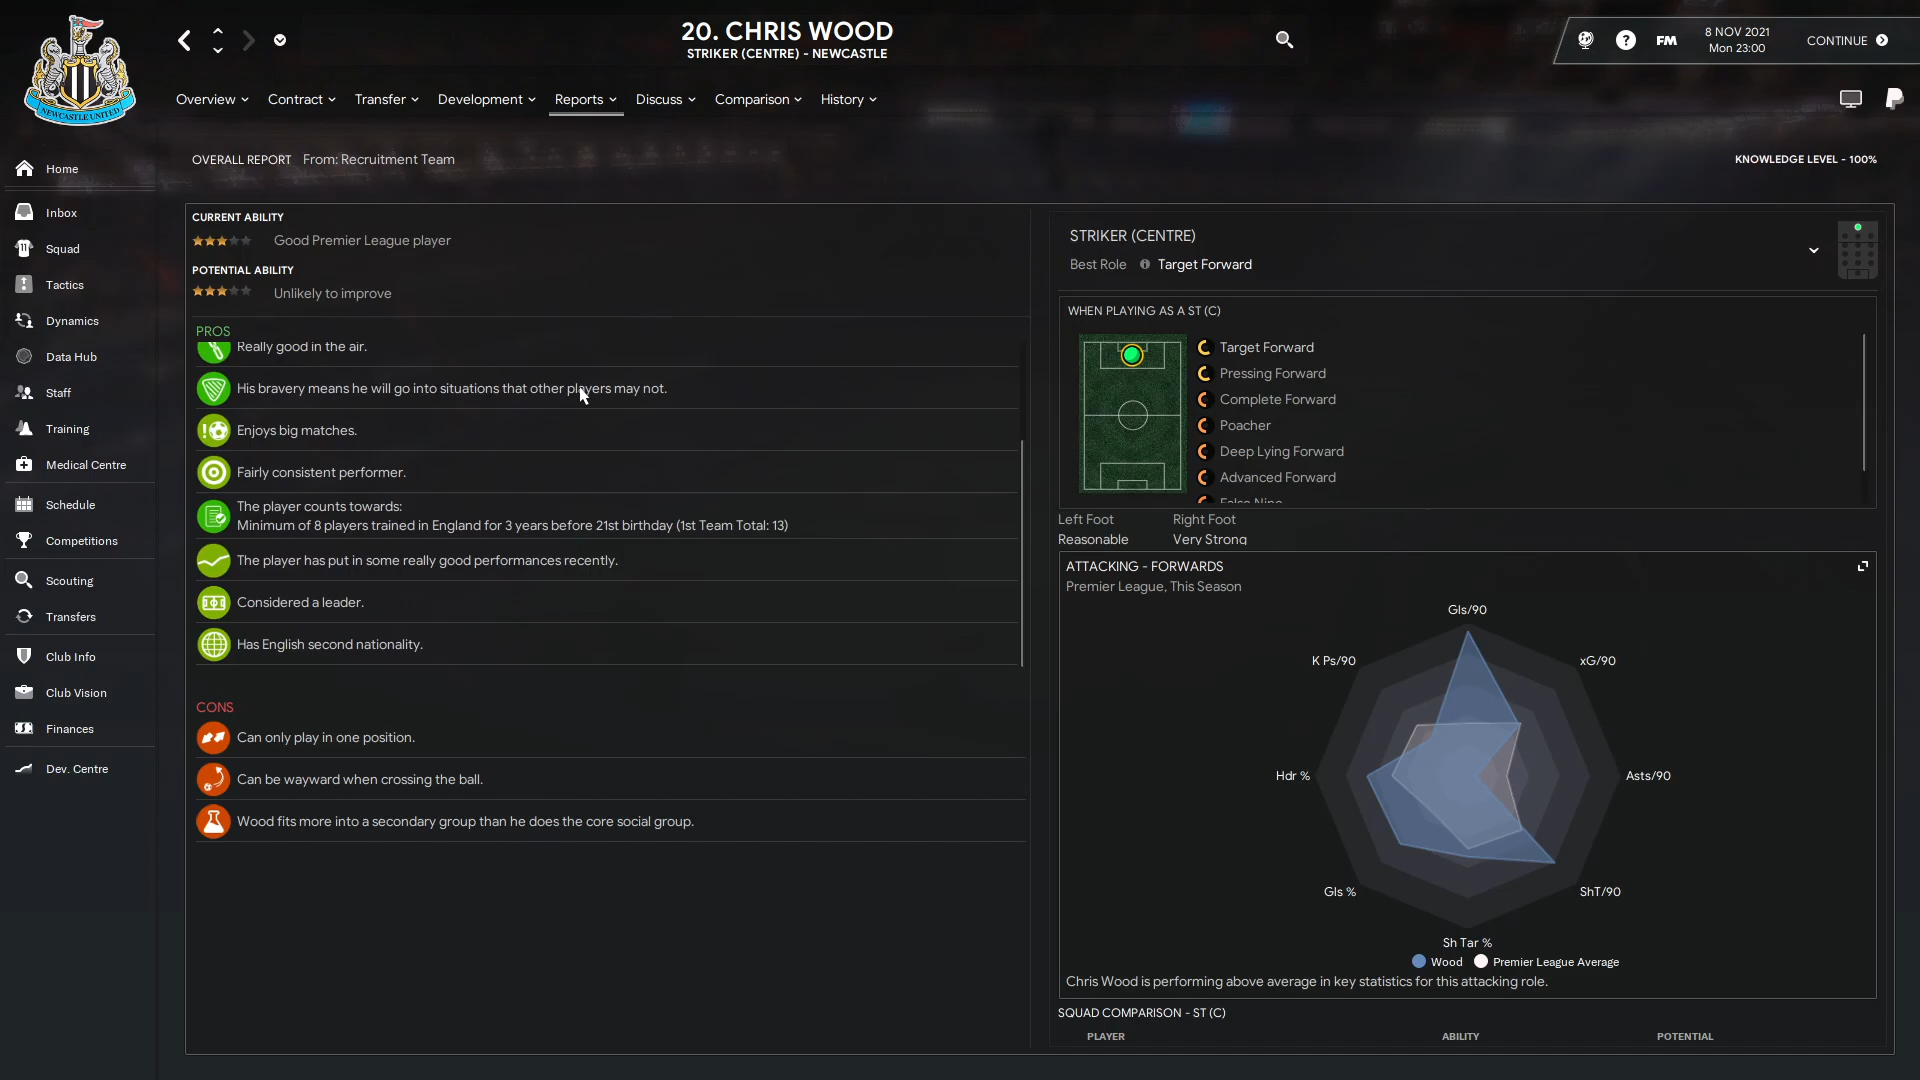 20. CHRIS WOOD
STRIKER (CENTRE) - NEWCASTLE
FM
8 NOV 2021
Mon 23:00
CONTINUE
NEWCASTLE UNITED
Overview
Contract
Transfer
Development
Reports
Discuss
Comparison
History
OVERALL REPORT From: Recruitment Team
KNOWLEDGE LEVEL - 100%
Home
Inbox
Squad
Tactics
Dynamics
Data Hub
Staff
Training
Medical Centre
Schedule
Competitions
Scouting
Transfers
Club Info
Club Vision
Finances
Dev. Centre
CURRENT ABILITY
Good Premier League player
POTENTIAL ABILITY
Unlikely to improve
PROS
Really good in the air.
His bravery means he will go into situations that other players may not.
Enjoys big matches.
Fairly consistent performer.
The player counts towards:
Minimum of 8 players trained in England for 3 years before 21st birthday (1st Team Total: 13)
The player has put in some really good performances recently.
Considered a leader.
Has English second nationality.
CONS
Can only play in one position.
Can be wayward when crossing the ball.
Wood fits more into a secondary group than he does the core social group.
STRIKER (CENTRE)
Best Role Target Forward
WHEN PLAYING AS A ST (C)
Target Forward
Pressing Forward
Complete Forward
Poacher
Deep Lying Forward
Advanced Forward
False Nine
Left Foot Right Foot
Reasonable Very Strong
ATTACKING - FORWARDS
Premier League, This Season
Gls/90
K Ps/90
xG/90
Hdr %
Asts/90
Gls %
ShT/90
Sh Tar %
Wood Premier League Average
Chris Wood is performing above average in key statistics for this attacking role.
SQUAD COMPARISON - ST (C)
PLAYER ABILITY POTENTIAL